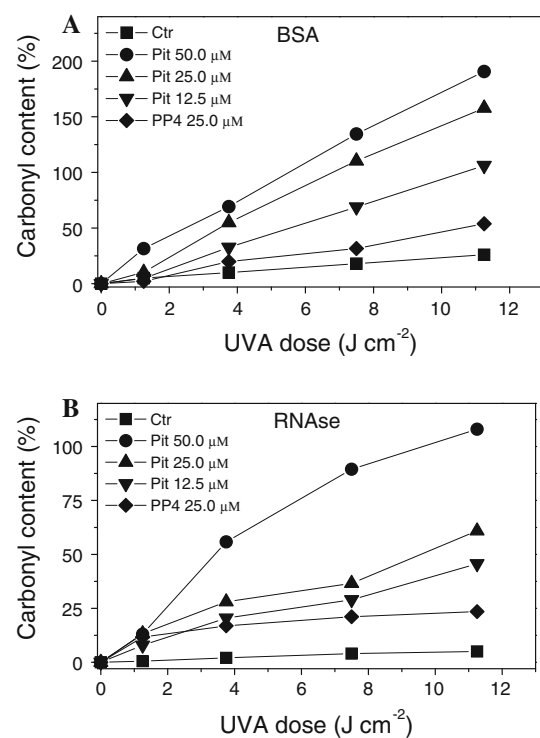 A
BSA
Ctr
Pit 50.0 μM
Pit 25.0 μM
Pit 12.5 μM
PP4 25.0 μM
200
150
100
50
0
Carbonyl content (%)
0 2 4 6 8 10 12
UVA dose (J cm⁻²)
B
RNAse
Ctr
Pit 50.0 μM
Pit 25.0 μM
Pit 12.5 μM
PP4 25.0 μM
100
75
50
25
0
Carbonyl content (%)
0 2 4 6 8 10 12
UVA dose (J cm⁻²)